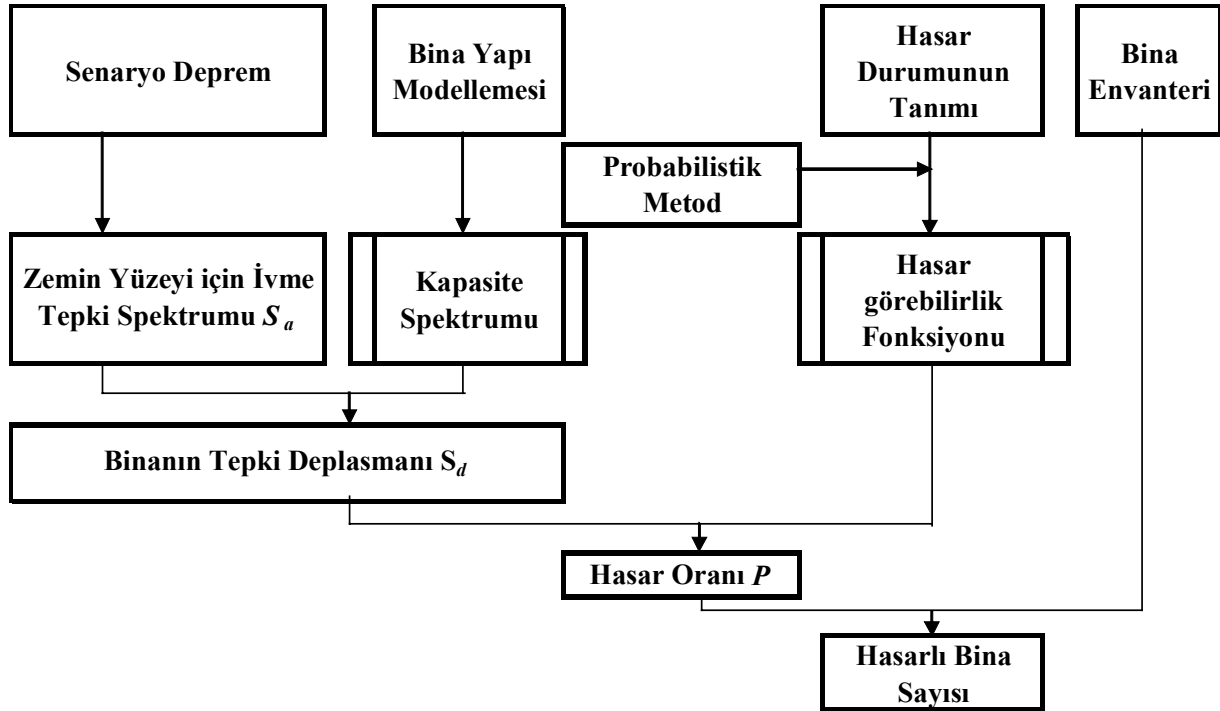 Senaryo Deprem
Bina Yapı
Modellemesi
Hasar
Durumunun
Tanımı
Bina
Envanteri
Probabilistik
Metod
Zemin Yüzeyi için İvme
Tepki Spektrumu S a
Kapasite
Spektrumu
Hasar
görebilirlik
Fonksiyonu
Binanın Tepki Deplasmanı Sd
Hasar Oranı P
Hasarlı Bina
Sayısı